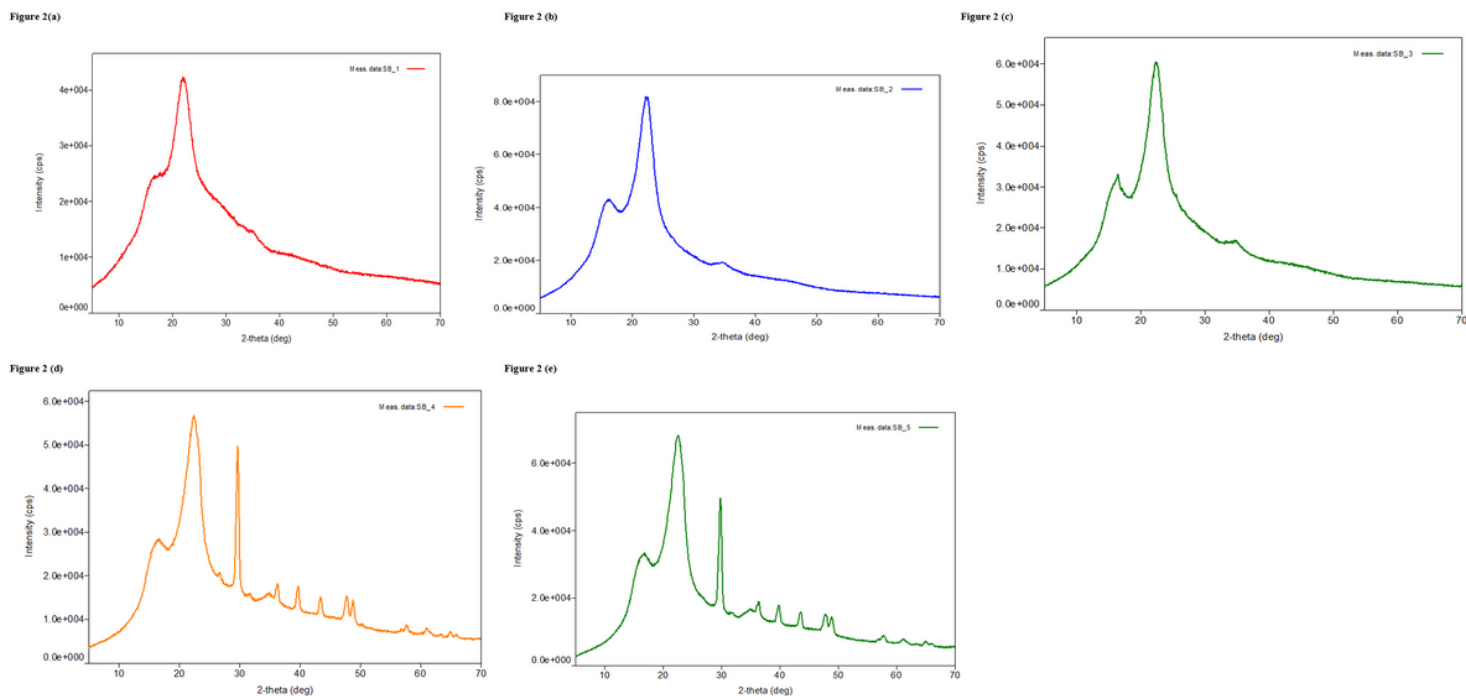 Figure 2(a)
Meas. data:SB_1
Intensity (cps)
4e+004
3e+004
2e+004
1e+004
0e+000
10 20 30 40 50 60 70
2-theta (deg)
Figure 2 (b)
Meas. data:SB_2
Intensity (cps)
8.0e+004
6.0e+004
4.0e+004
2.0e+004
0.0e+000
10 20 30 40 50 60 70
2-theta (deg)
Figure 2 (c)
Meas. data:SB_3
Intensity (cps)
6.0e+004
5.0e+004
4.0e+004
3.0e+004
2.0e+004
1.0e+004
0.0e+000
10 20 30 40 50 60 70
2-theta (deg)
Figure 2 (d)
Meas. data:SB_4
Intensity (cps)
6.0e+004
5.0e+004
4.0e+004
3.0e+004
2.0e+004
1.0e+004
0.0e+000
10 20 30 40 50 60 70
2-theta (deg)
Figure 2 (e)
Meas. data:SB_5
Intensity (cps)
6.0e+004
4.0e+004
2.0e+004
0.0e+000
10 20 30 40 50 60 70
2-theta (deg)